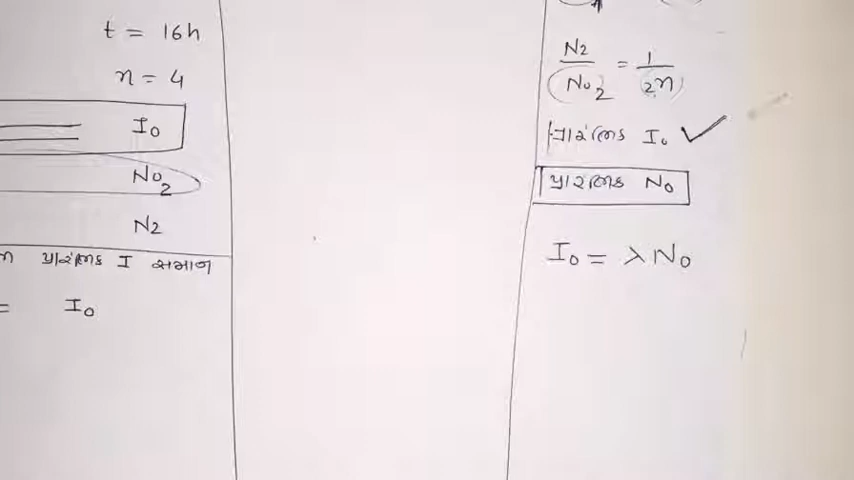 t = 16h
n = 4
I₀
N₀₂
N₂
પ્રારંભિક I સમાન
= I₀
N₂/N₀₂ = 1/2ⁿ
પ્રારંભિક I₀ ✓
પ્રારંભિક N₀
I₀ = λN₀